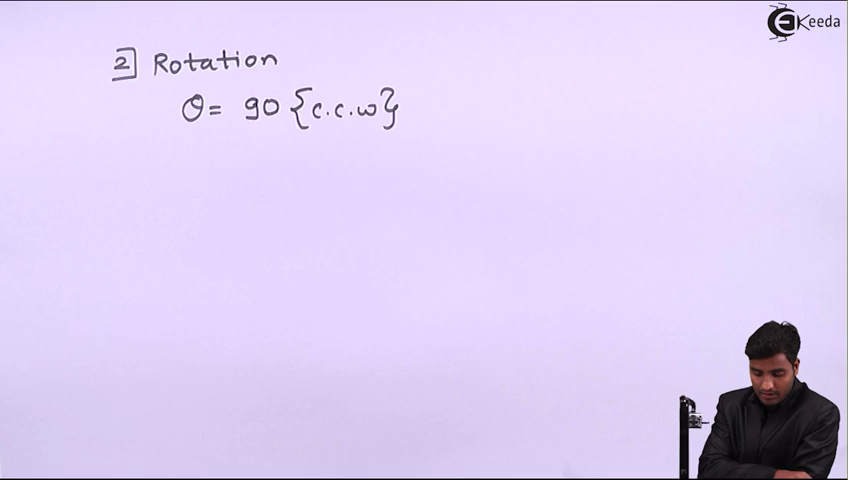 EKeeda
2 Rotation
θ = 90 {c.c.w}